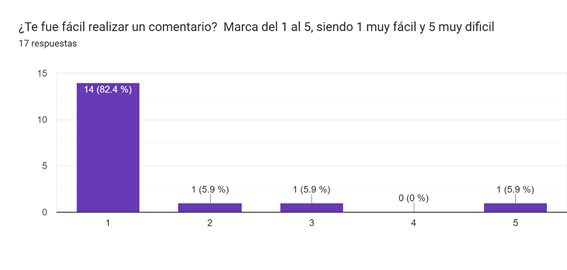 ¿Te fue fácil realizar un comentario?  Marca del 1 al 5, siendo 1 muy fácil y 5 muy dificil
17 respuestas
15
10
5
0
14 (82.4 %)
1 (5.9 %)
1 (5.9 %)
0 (0 %)
1 (5.9 %)
1
2
3
4
5